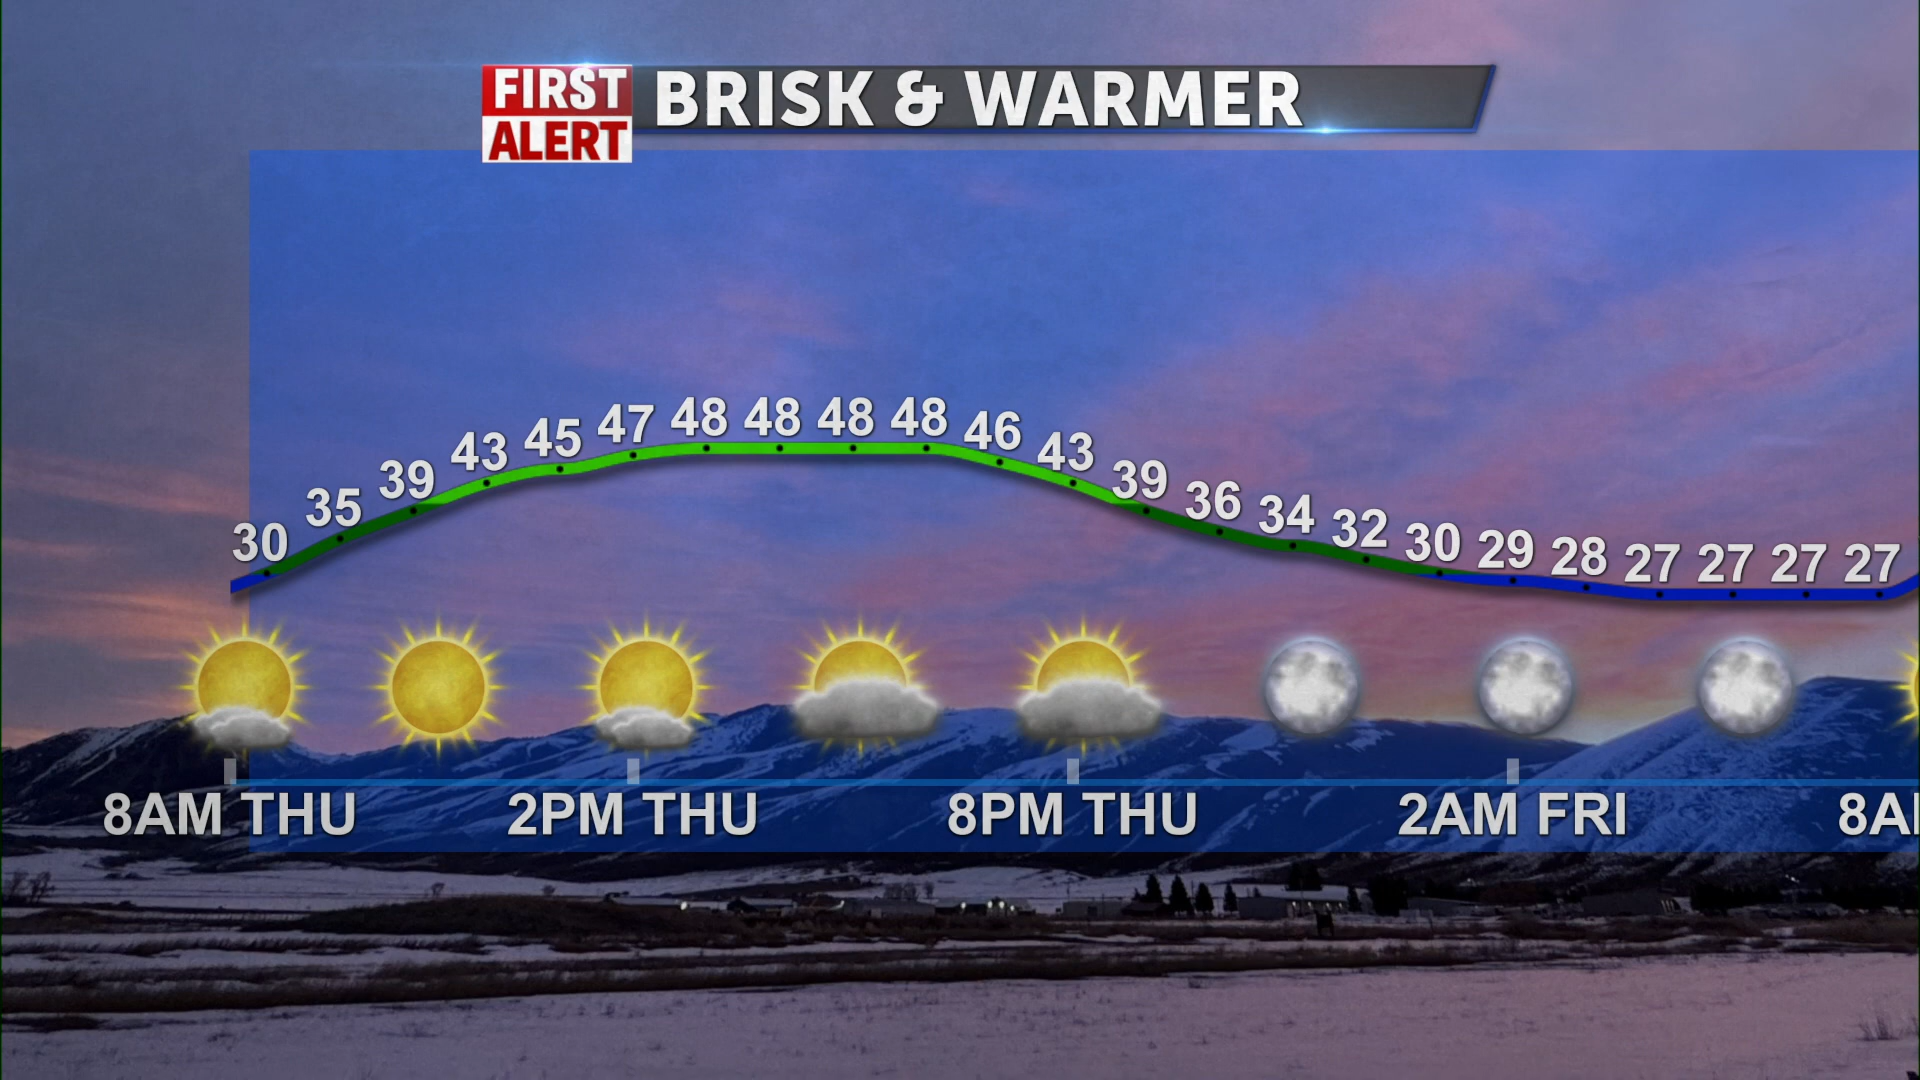 FIRST
ALERT
BRISK & WARMER
30 35 39 43 45 47 48 48 48 48 46 43 39 36 34 32 30 29 28 27 27 27 27
8AM THU 2PM THU 8PM THU 2AM FRI 8A